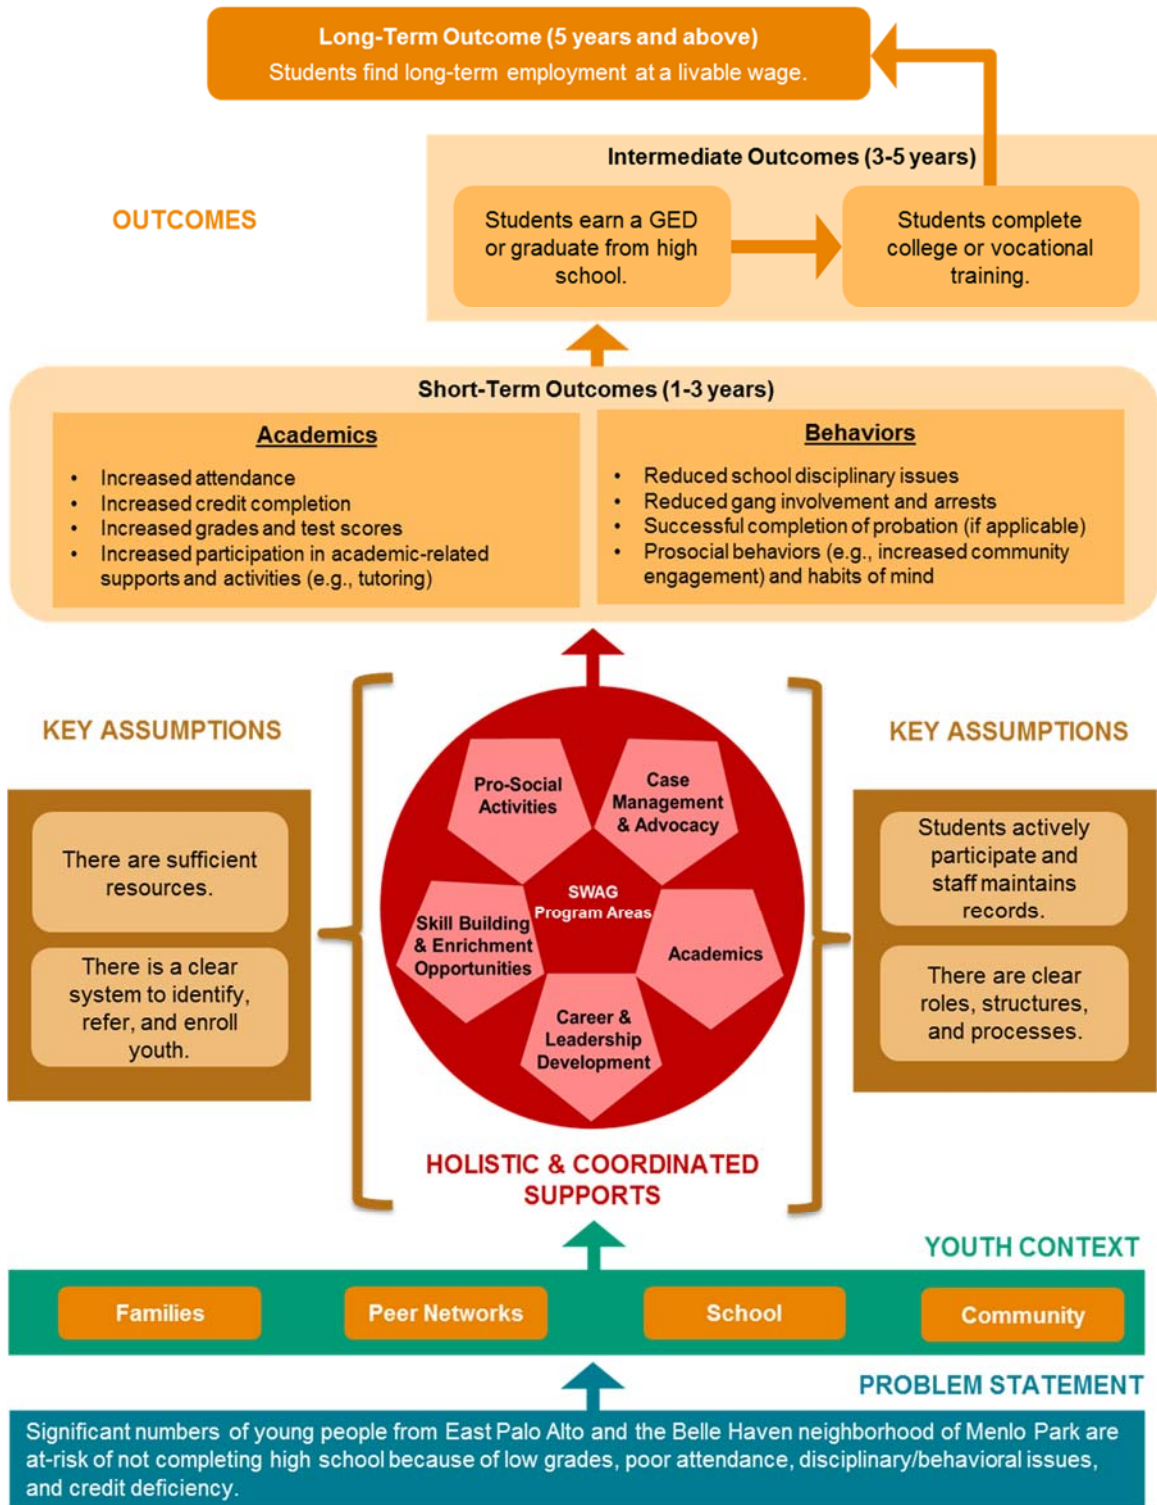 Long-Term Outcome (5 years and above)
Students find long-term employment at a livable wage.
Intermediate Outcomes (3-5 years)
OUTCOMES
Students earn a GED
or graduate from high
school.
Students complete
college or vocational
training.
Short-Term Outcomes (1-3 years)
Academics
• Increased attendance
• Increased credit completion
• Increased grades and test scores
• Increased participation in academic-related
supports and activities (e.g., tutoring)
Behaviors
• Reduced school disciplinary issues
• Reduced gang involvement and arrests
• Successful completion of probation (if applicable)
• Prosocial behaviors (e.g., increased community
engagement) and habits of mind
KEY ASSUMPTIONS
There are sufficient
resources.
There is a clear
system to identify,
refer, and enroll
youth.
Pro-Social
Activities
Case
Management
& Advocacy
SWAG
Program Areas
Skill Building
& Enrichment
Opportunities
Academics
Career &
Leadership
Development
HOLISTIC & COORDINATED
SUPPORTS
KEY ASSUMPTIONS
Students actively
participate and
staff maintains
records.
There are clear
roles, structures,
and processes.
YOUTH CONTEXT
Families
Peer Networks
School
Community
PROBLEM STATEMENT
Significant numbers of young people from East Palo Alto and the Belle Haven neighborhood of Menlo Park are
at-risk of not completing high school because of low grades, poor attendance, disciplinary/behavioral issues,
and credit deficiency.